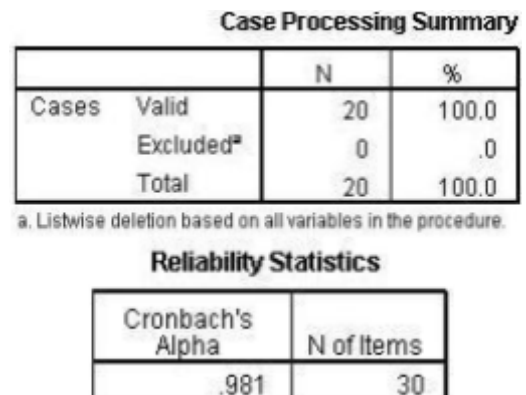 Case Processing Summary
N %
Cases Valid 20 100.0
Excludedª 0 .0
Total 20 100.0
a. Listwise deletion based on all variables in the procedure.
Reliability Statistics
Cronbach's
Alpha N of Items
.981 30